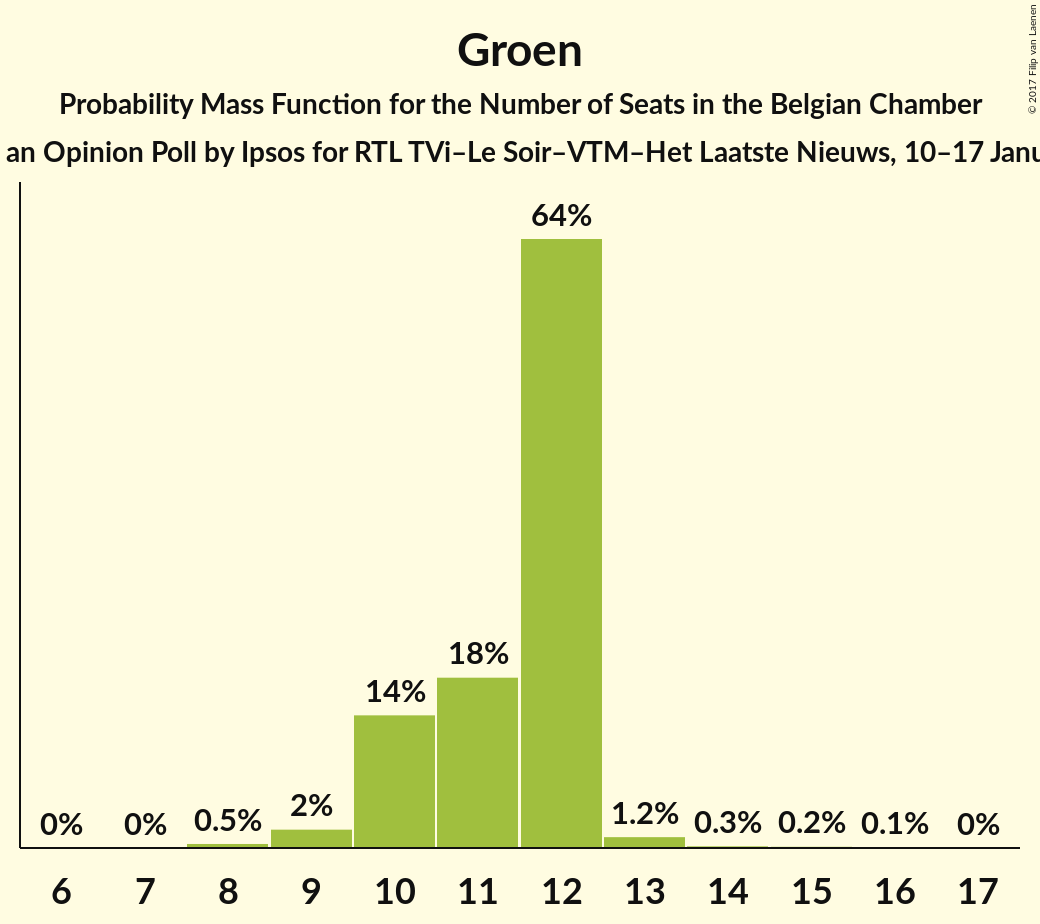 Groen
Probability Mass Function for the Number of Seats in the Belgian Chamber
an Opinion Poll by Ipsos for RTL TVi–Le Soir–VTM–Het Laatste Nieuws, 10–17 Janu
© 2017 Filip van Laenen
64%
18%
14%
0% 0% 0.5% 2% 1.2% 0.3% 0.2% 0.1% 0%
6 7 8 9 10 11 12 13 14 15 16 17